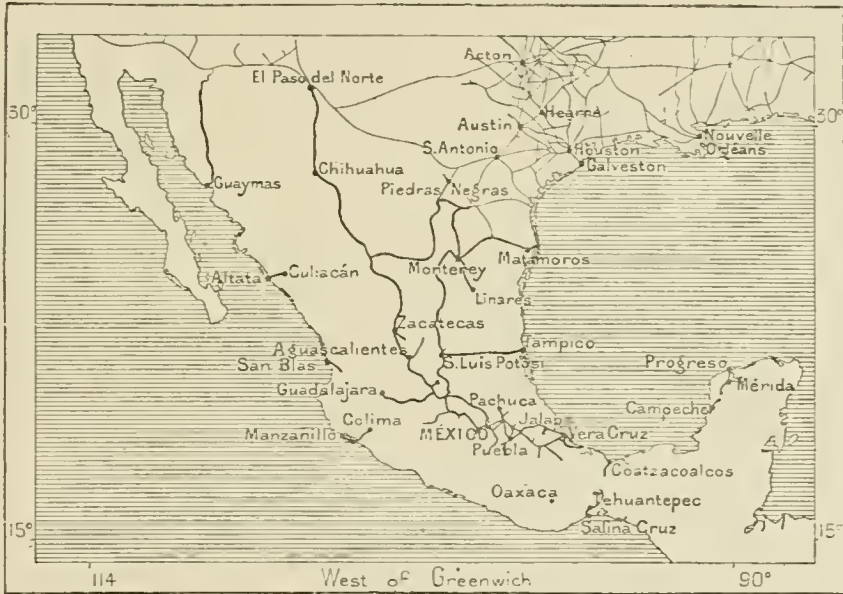 Acton
El Paso del Norte
30°
Hearne
30°
Austin
Nouvelle
Orléans
S. Antonio
Houston
Galveston
Chihuahua
Piedras Negras
Guaymas
Matamoros
Monterey
Altata
Culiacán
Linares
Zacatecas
Tampico
Aguascalientes
S. Luis Potosi
San Blas
Progreso
Mérida
Guadalajara
Pachuca
Campeche
Colima
Jalap
Manzanillo
MÉXICO
Vera Cruz
Puebla
Coatzacoalcos
Oaxaca
Tehuantepec
15°
Salina Cruz
15°
114
West of Greenwich
90°